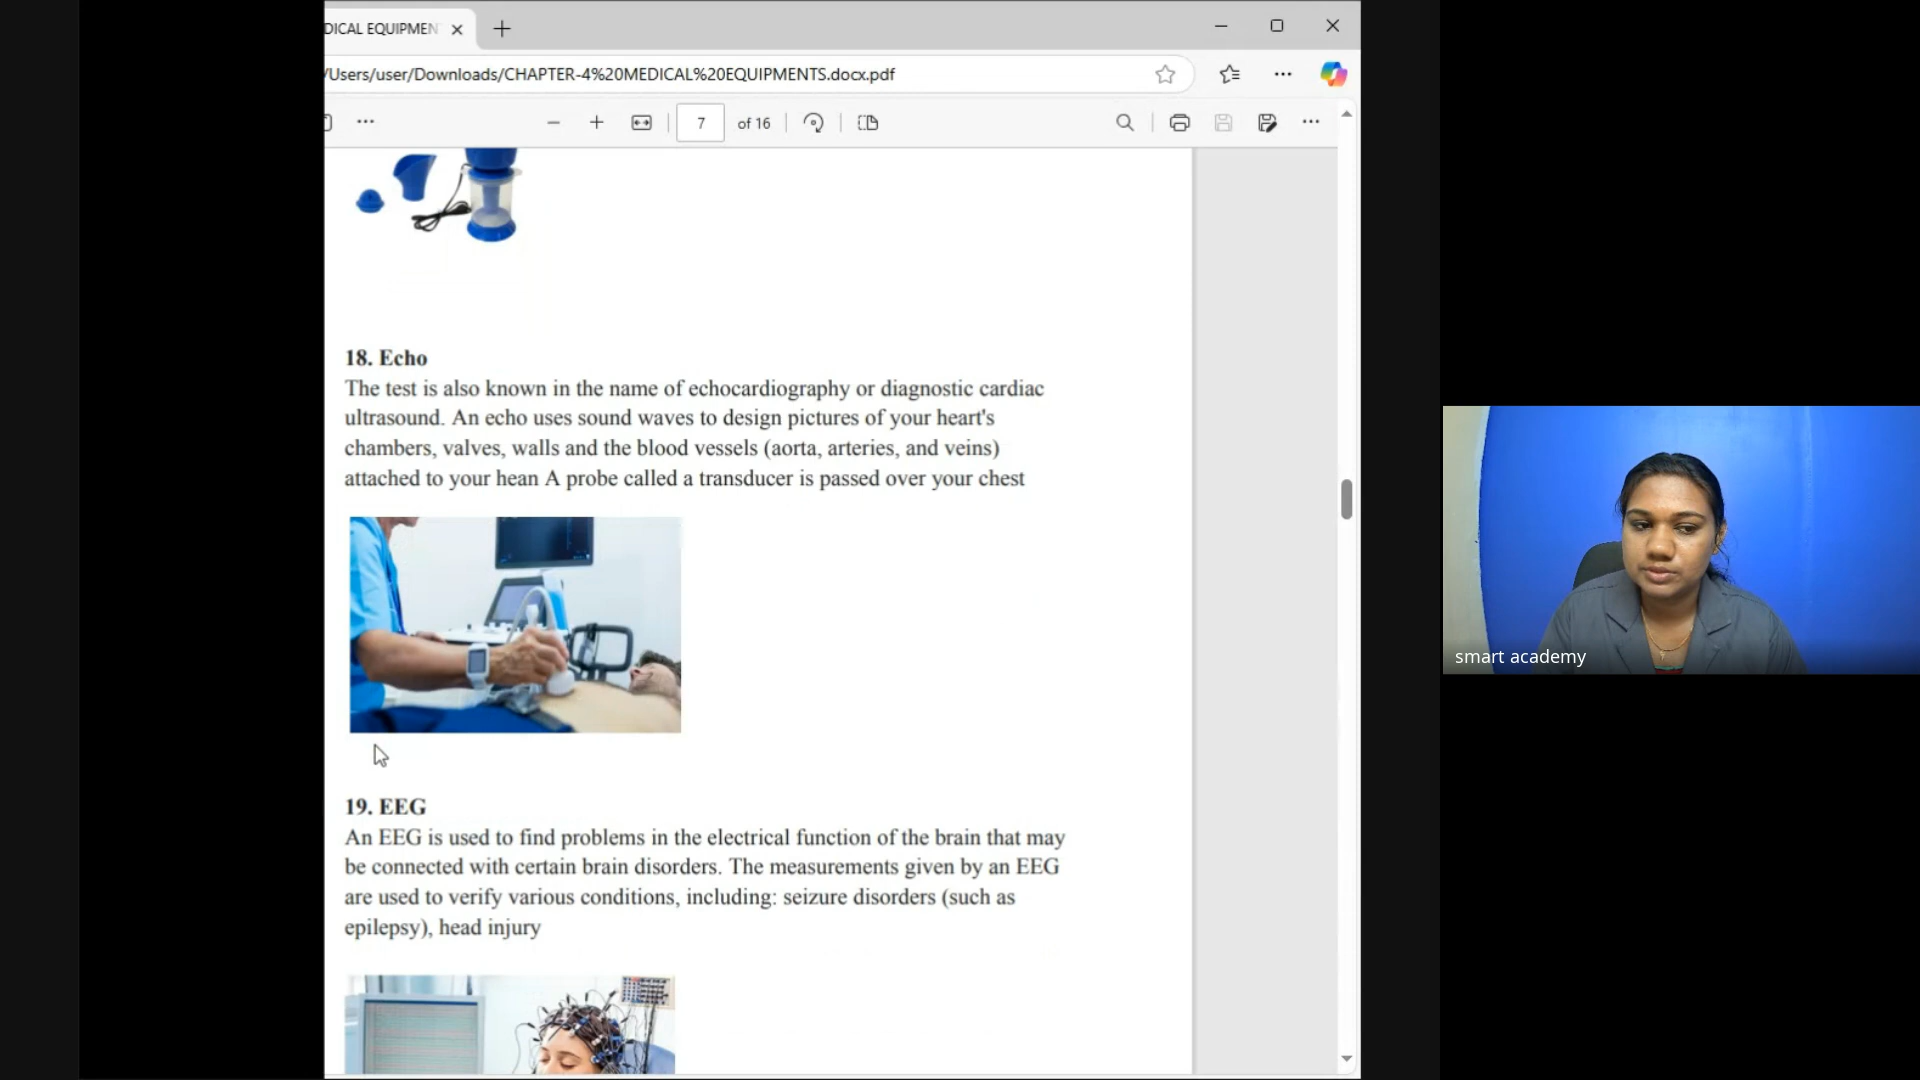 DICAL EQUIPMEN
/Users/user/Downloads/CHAPTER-4%20MEDICAL%20EQUIPMENTS.docx.pdf
7 of 16
18. Echo
The test is also known in the name of echocardiography or diagnostic cardiac
ultrasound. An echo uses sound waves to design pictures of your heart's
chambers, valves, walls and the blood vessels (aorta, arteries, and veins)
attached to your hean A probe called a transducer is passed over your chest
19. EEG
An EEG is used to find problems in the electrical function of the brain that may
be connected with certain brain disorders. The measurements given by an EEG
are used to verify various conditions, including: seizure disorders (such as
epilepsy), head injury
smart academy